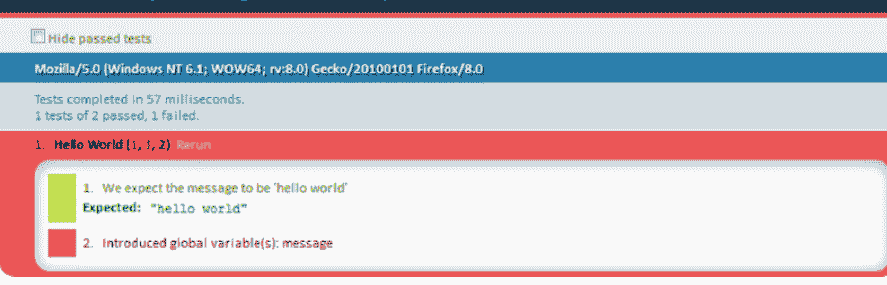 Hide passed tests
Mozilla/5.0 (Windows NT 6.1; WOW64; rv:8.0) Gecko/20100101 Firefox/8.0
Tests completed in 57 milliseconds.
1 tests of 2 passed, 1 failed.
1. Hello World (1, 1, 2) Rerun
1. We expect the message to be 'hello world'
Expected: "hello world"
2. Introduced global variable(s): message